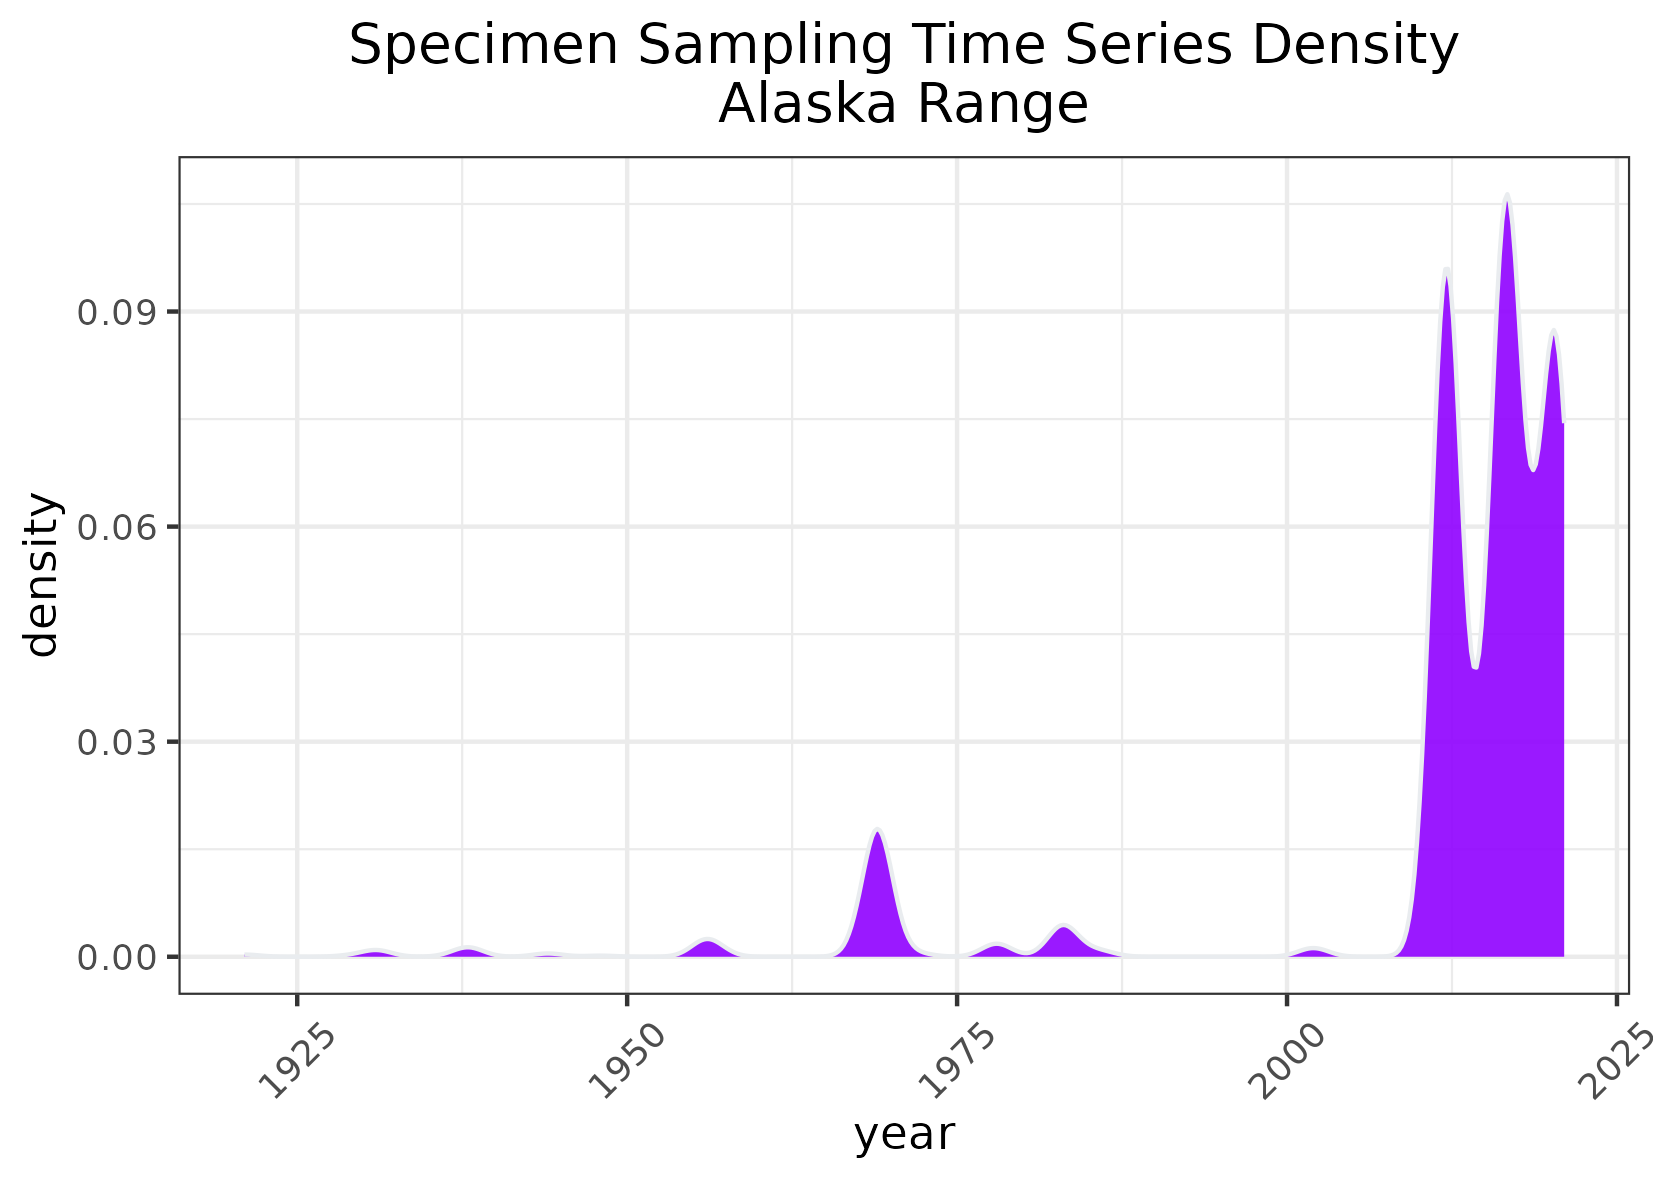 Specimen Sampling Time Series Density
Alaska Range
density
0.09
0.06
0.03
0.00
1925
1950
1975
2000
2025
year